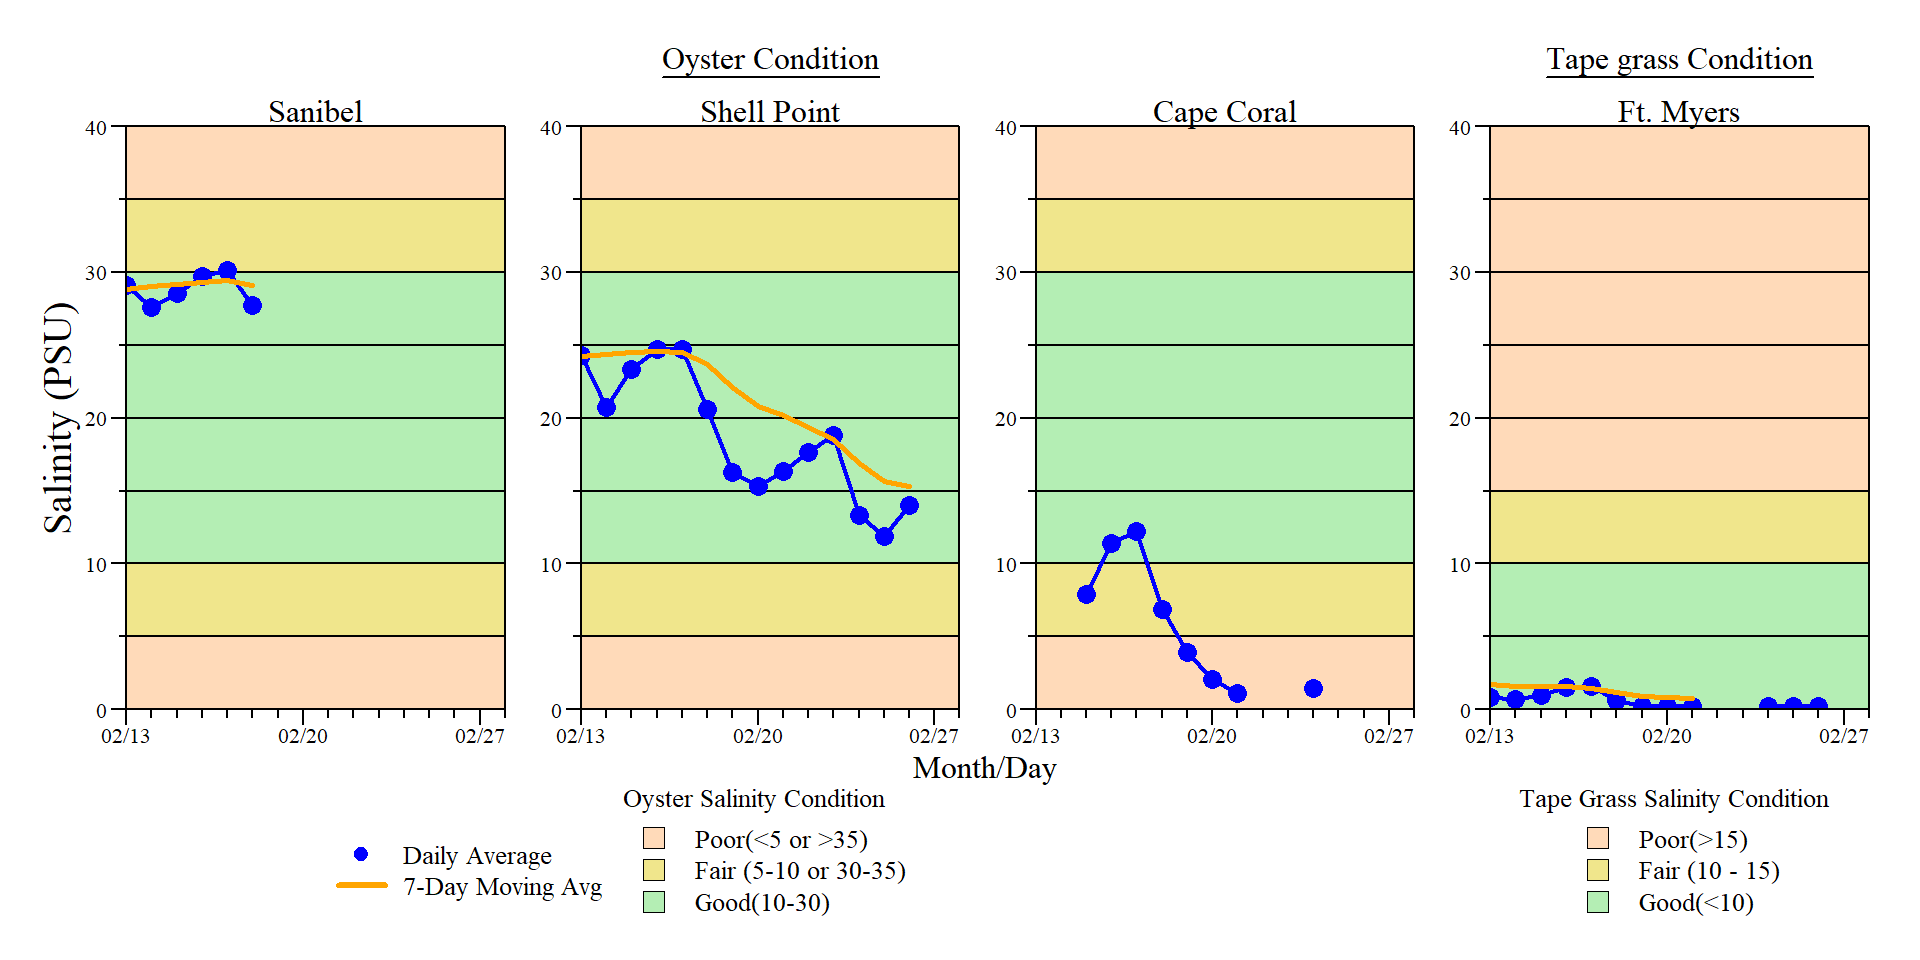 Oyster Condition
Tape grass Condition
Sanibel
Shell Point
Cape Coral
Ft. Myers
Salinity (PSU)
40
30
20
10
0
02/13
02/20
02/27
40
30
20
10
0
02/13
02/20
02/27
40
30
20
10
0
02/13
02/20
02/27
40
30
20
10
0
02/13
02/20
02/27
Month/Day
Daily Average
7-Day Moving Avg
Oyster Salinity Condition
Poor(<5 or >35)
Fair (5-10 or 30-35)
Good(10-30)
Tape Grass Salinity Condition
Poor(>15)
Fair (10 - 15)
Good(<10)